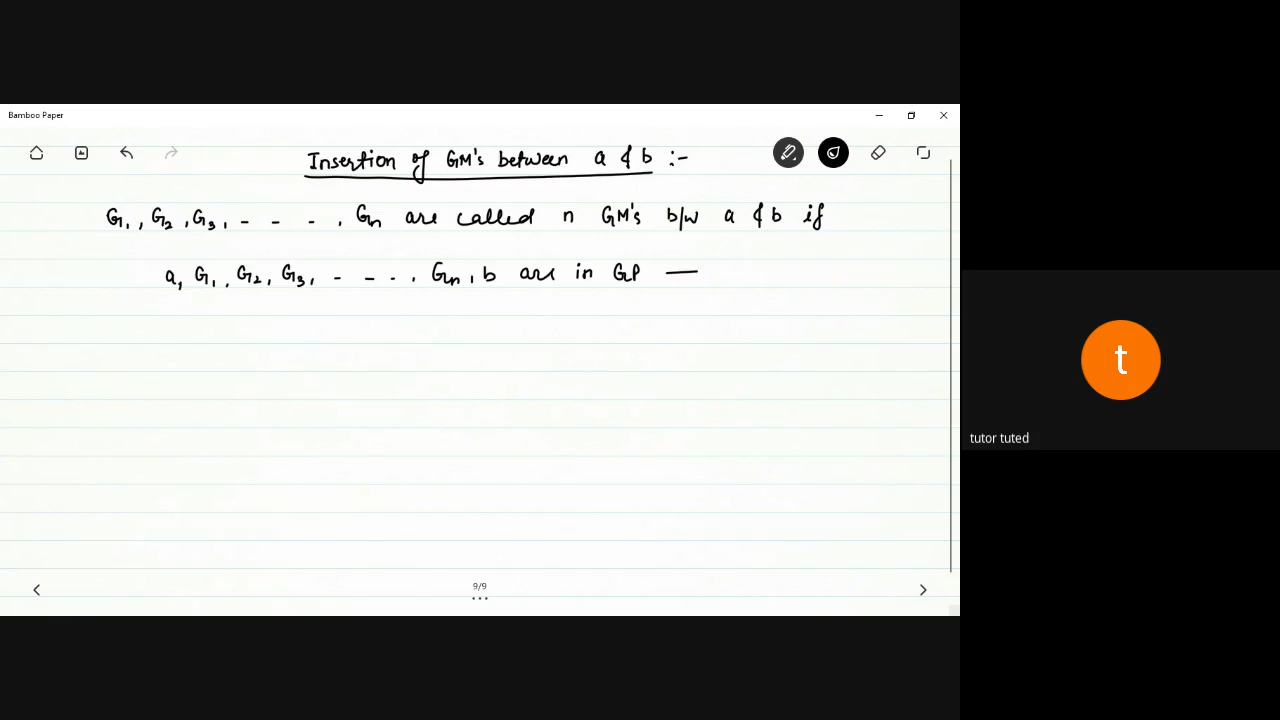 Bamboo Paper
Insertion of GM's between a & b :-
G1, G2, G3, - - - . Gn are called n GM's b/w a & b if
a, G1, G2, G3, - - - . Gn, b are in GP —
t
tutor tuted
9/9